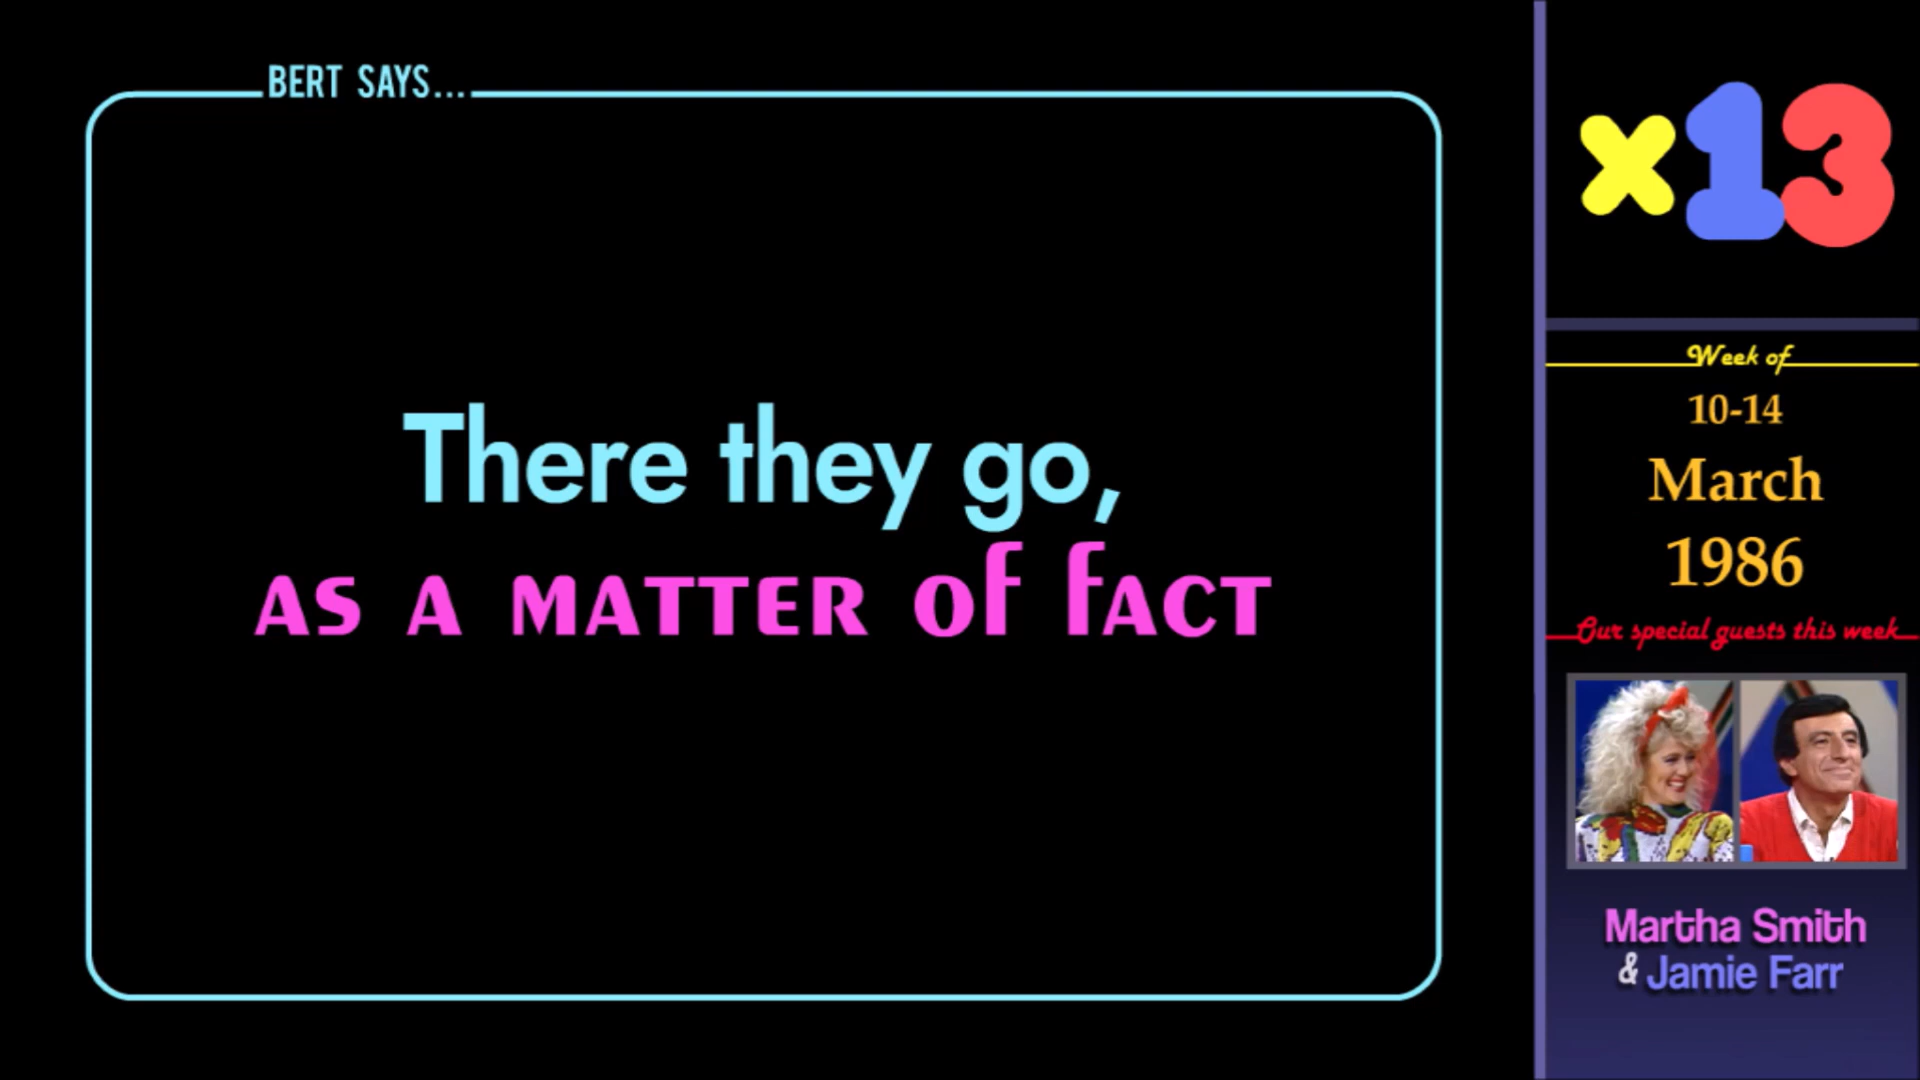 BERT SAYS...
There they go,
AS A MATTER of fACT
x13
Week of
10-14
March
1986
Our special guests this week
Martha Smith
& Jamie Farr